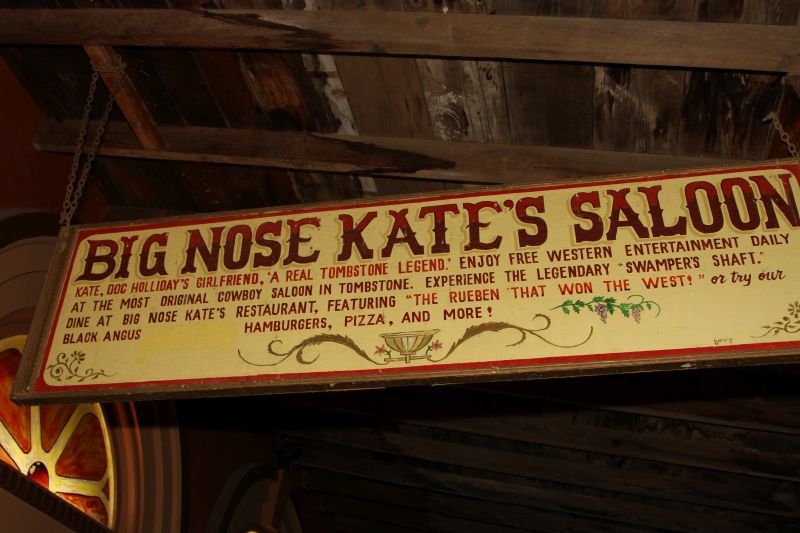 BIG NOSE KATE'S SALOON
KATE, DOC HOLLIDAY'S GIRLFRIEND, 'A REAL TOMBSTONE LEGEND.' ENJOY FREE WESTERN ENTERTAINMENT DAILY
AT THE MOST ORIGINAL COWBOY SALOON IN TOMBSTONE. EXPERIENCE THE LEGENDARY "SWAMPER'S SHAFT."
DINE AT BIG NOSE KATE'S RESTAURANT, FEATURING "THE RUEBEN THAT WON THE WEST!" or try our
BLACK ANGUS HAMBURGERS, PIZZA, AND MORE!